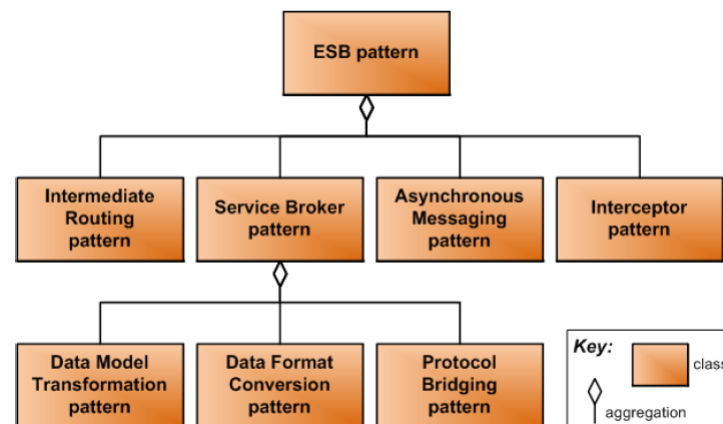 ESB pattern
Intermediate
Routing
pattern
Service Broker
pattern
Asynchronous
Messaging
pattern
Interceptor
pattern
Data Model
Transformation
pattern
Data Format
Conversion
pattern
Protocol
Bridging
pattern
Key:
class
aggregation